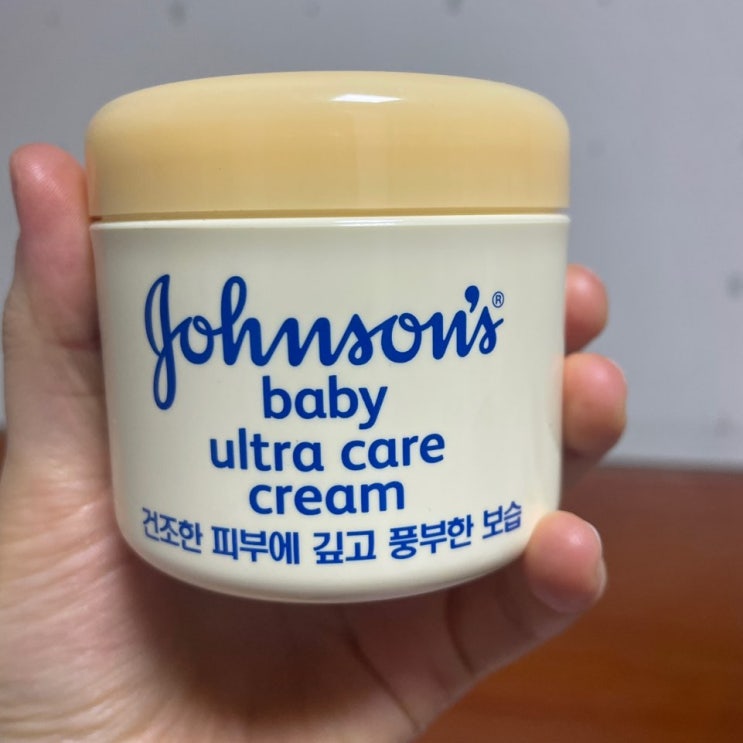 Johnson's®
baby
ultra care
cream
건조한 피부에 깊고 풍부한 보습